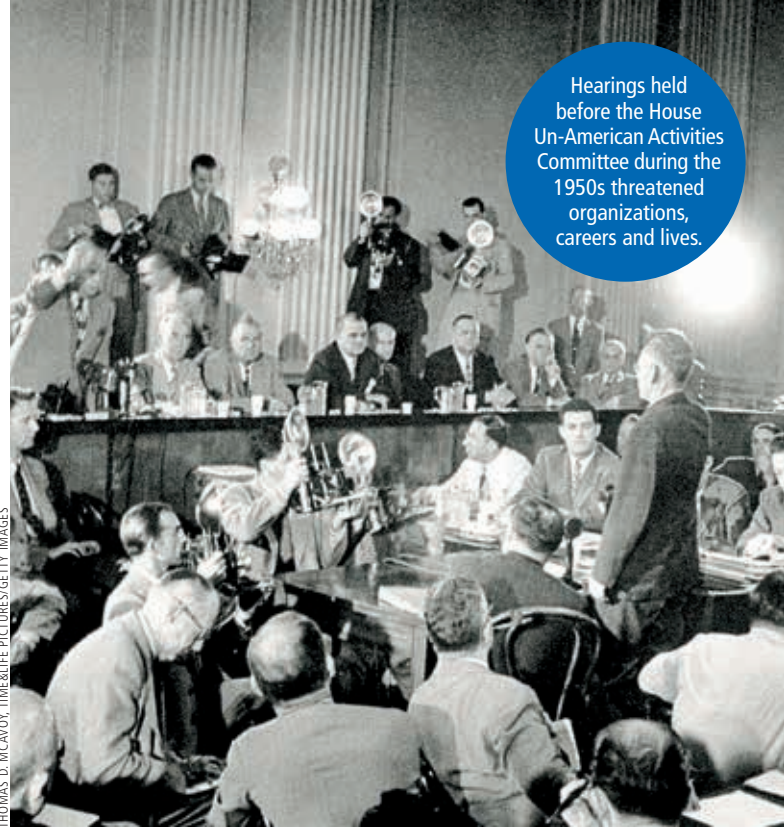 Hearings held
before the House
Un-American Activities
Committee during the
1950s threatened
organizations,
careers and lives.
THOMAS D. MCAVOY, TIME&LIFE PICTURES/GETTY IMAGES